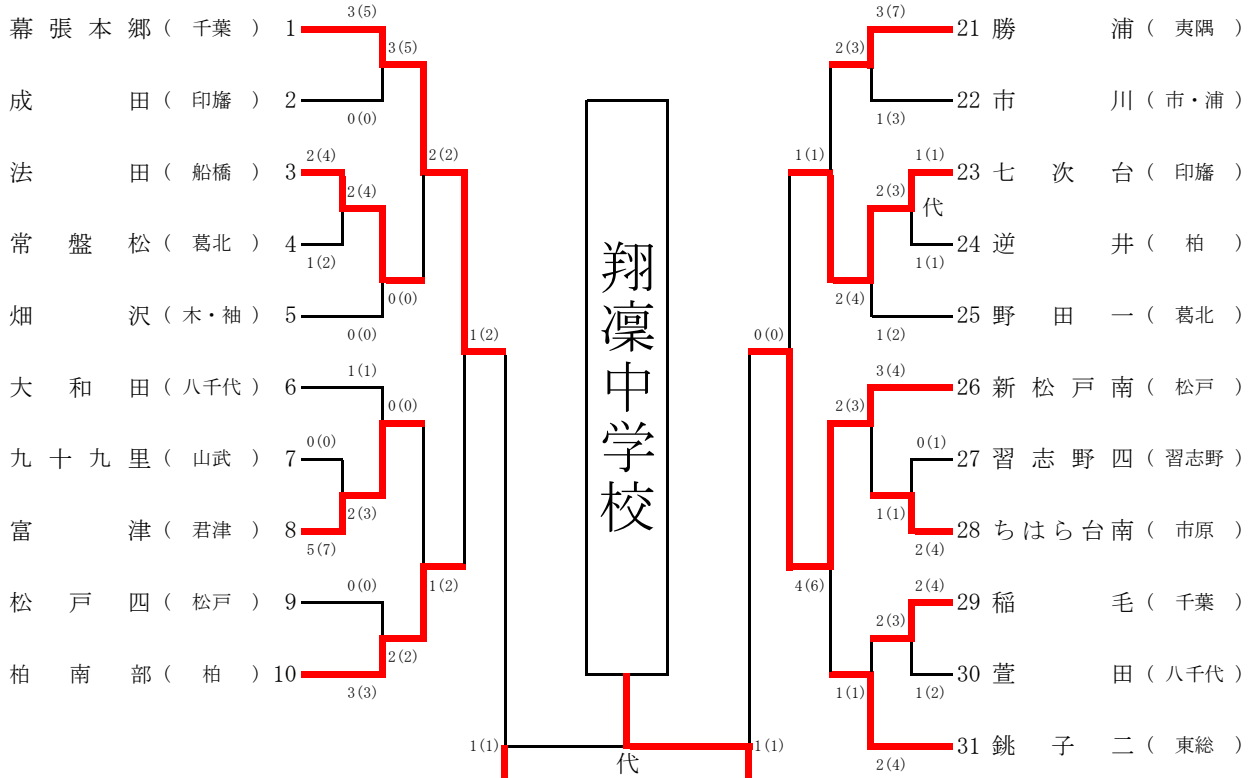 幕張本郷 ( 千葉 ) 1
3(5)
3(5)
成田 ( 印旛 ) 2
0(0)
法田 ( 船橋 ) 3
2(4)
2(4)
2(2)
常盤松 ( 葛北 ) 4
1(2)
畑沢 ( 木・袖 ) 5
0(0)
0(0)
1(2)
大和田 ( 八千代 ) 6
1(1)
0(0)
九十九里 ( 山武 ) 7
0(0)
富津 ( 君津 ) 8
5(7)
2(3)
松戸四 ( 松戸 ) 9
0(0)
1(2)
柏南部 ( 柏 ) 10
3(3)
2(2)
1(1)
翔凜中学校
代
1(1)
3(7)
21 勝浦 ( 夷隅 )
2(3)
22 市川 ( 市・浦 )
1(3)
1(1)
1(1)
23 七次台 ( 印旛 )
2(3)
代
24 逆井 ( 柏 )
1(1)
25 野田一 ( 葛北 )
1(2)
2(4)
0(0)
3(4)
26 新松戸南 ( 松戸 )
2(3)
0(1)
27 習志野四 ( 習志野 )
1(1)
28 ちはら台南 ( 市原 )
2(4)
4(6)
2(4)
29 稲毛 ( 千葉 )
2(3)
30 萱田 ( 八千代 )
1(2)
1(1)
31 銚子二 ( 東総 )
2(4)